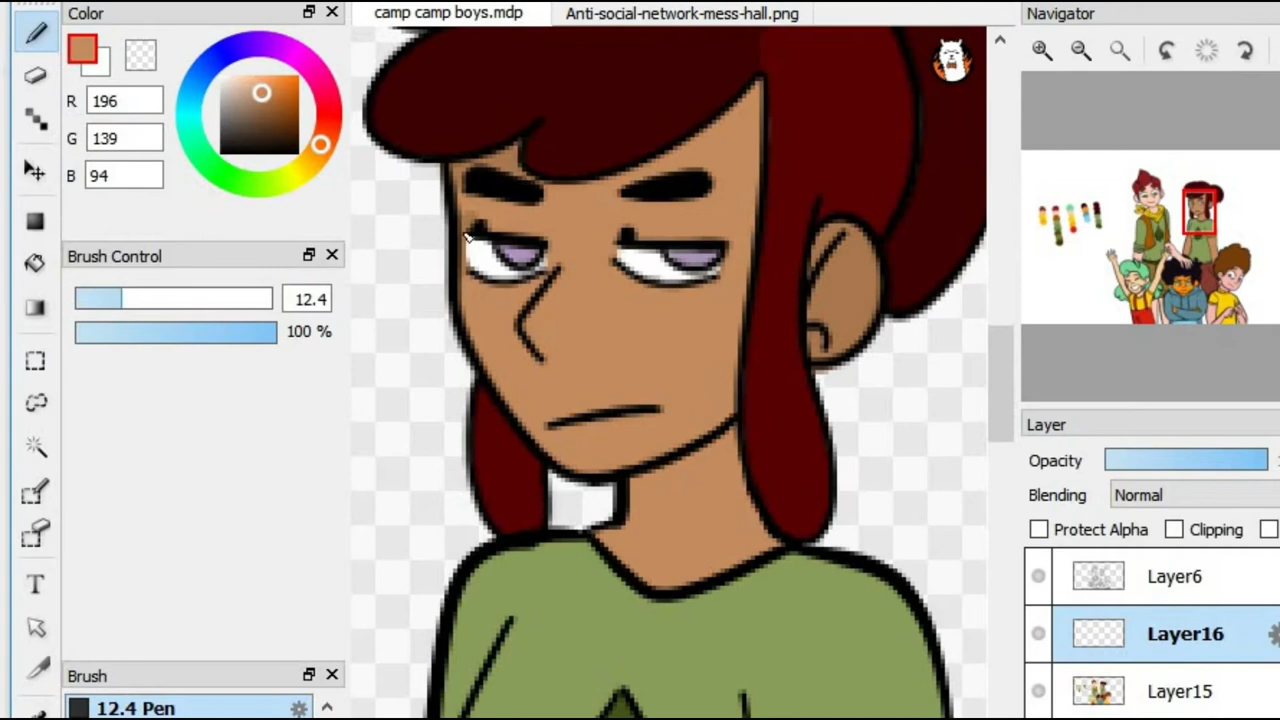 Color
camp camp boys.mdp
Anti-social-network-mess-hall.png
Navigator
R 196
G 139
B 94
Brush Control
12.4
100 %
Layer
Opacity
Blending Normal
Protect Alpha Clipping
Layer6
Layer16
Layer15
Brush
12.4 Pen
T